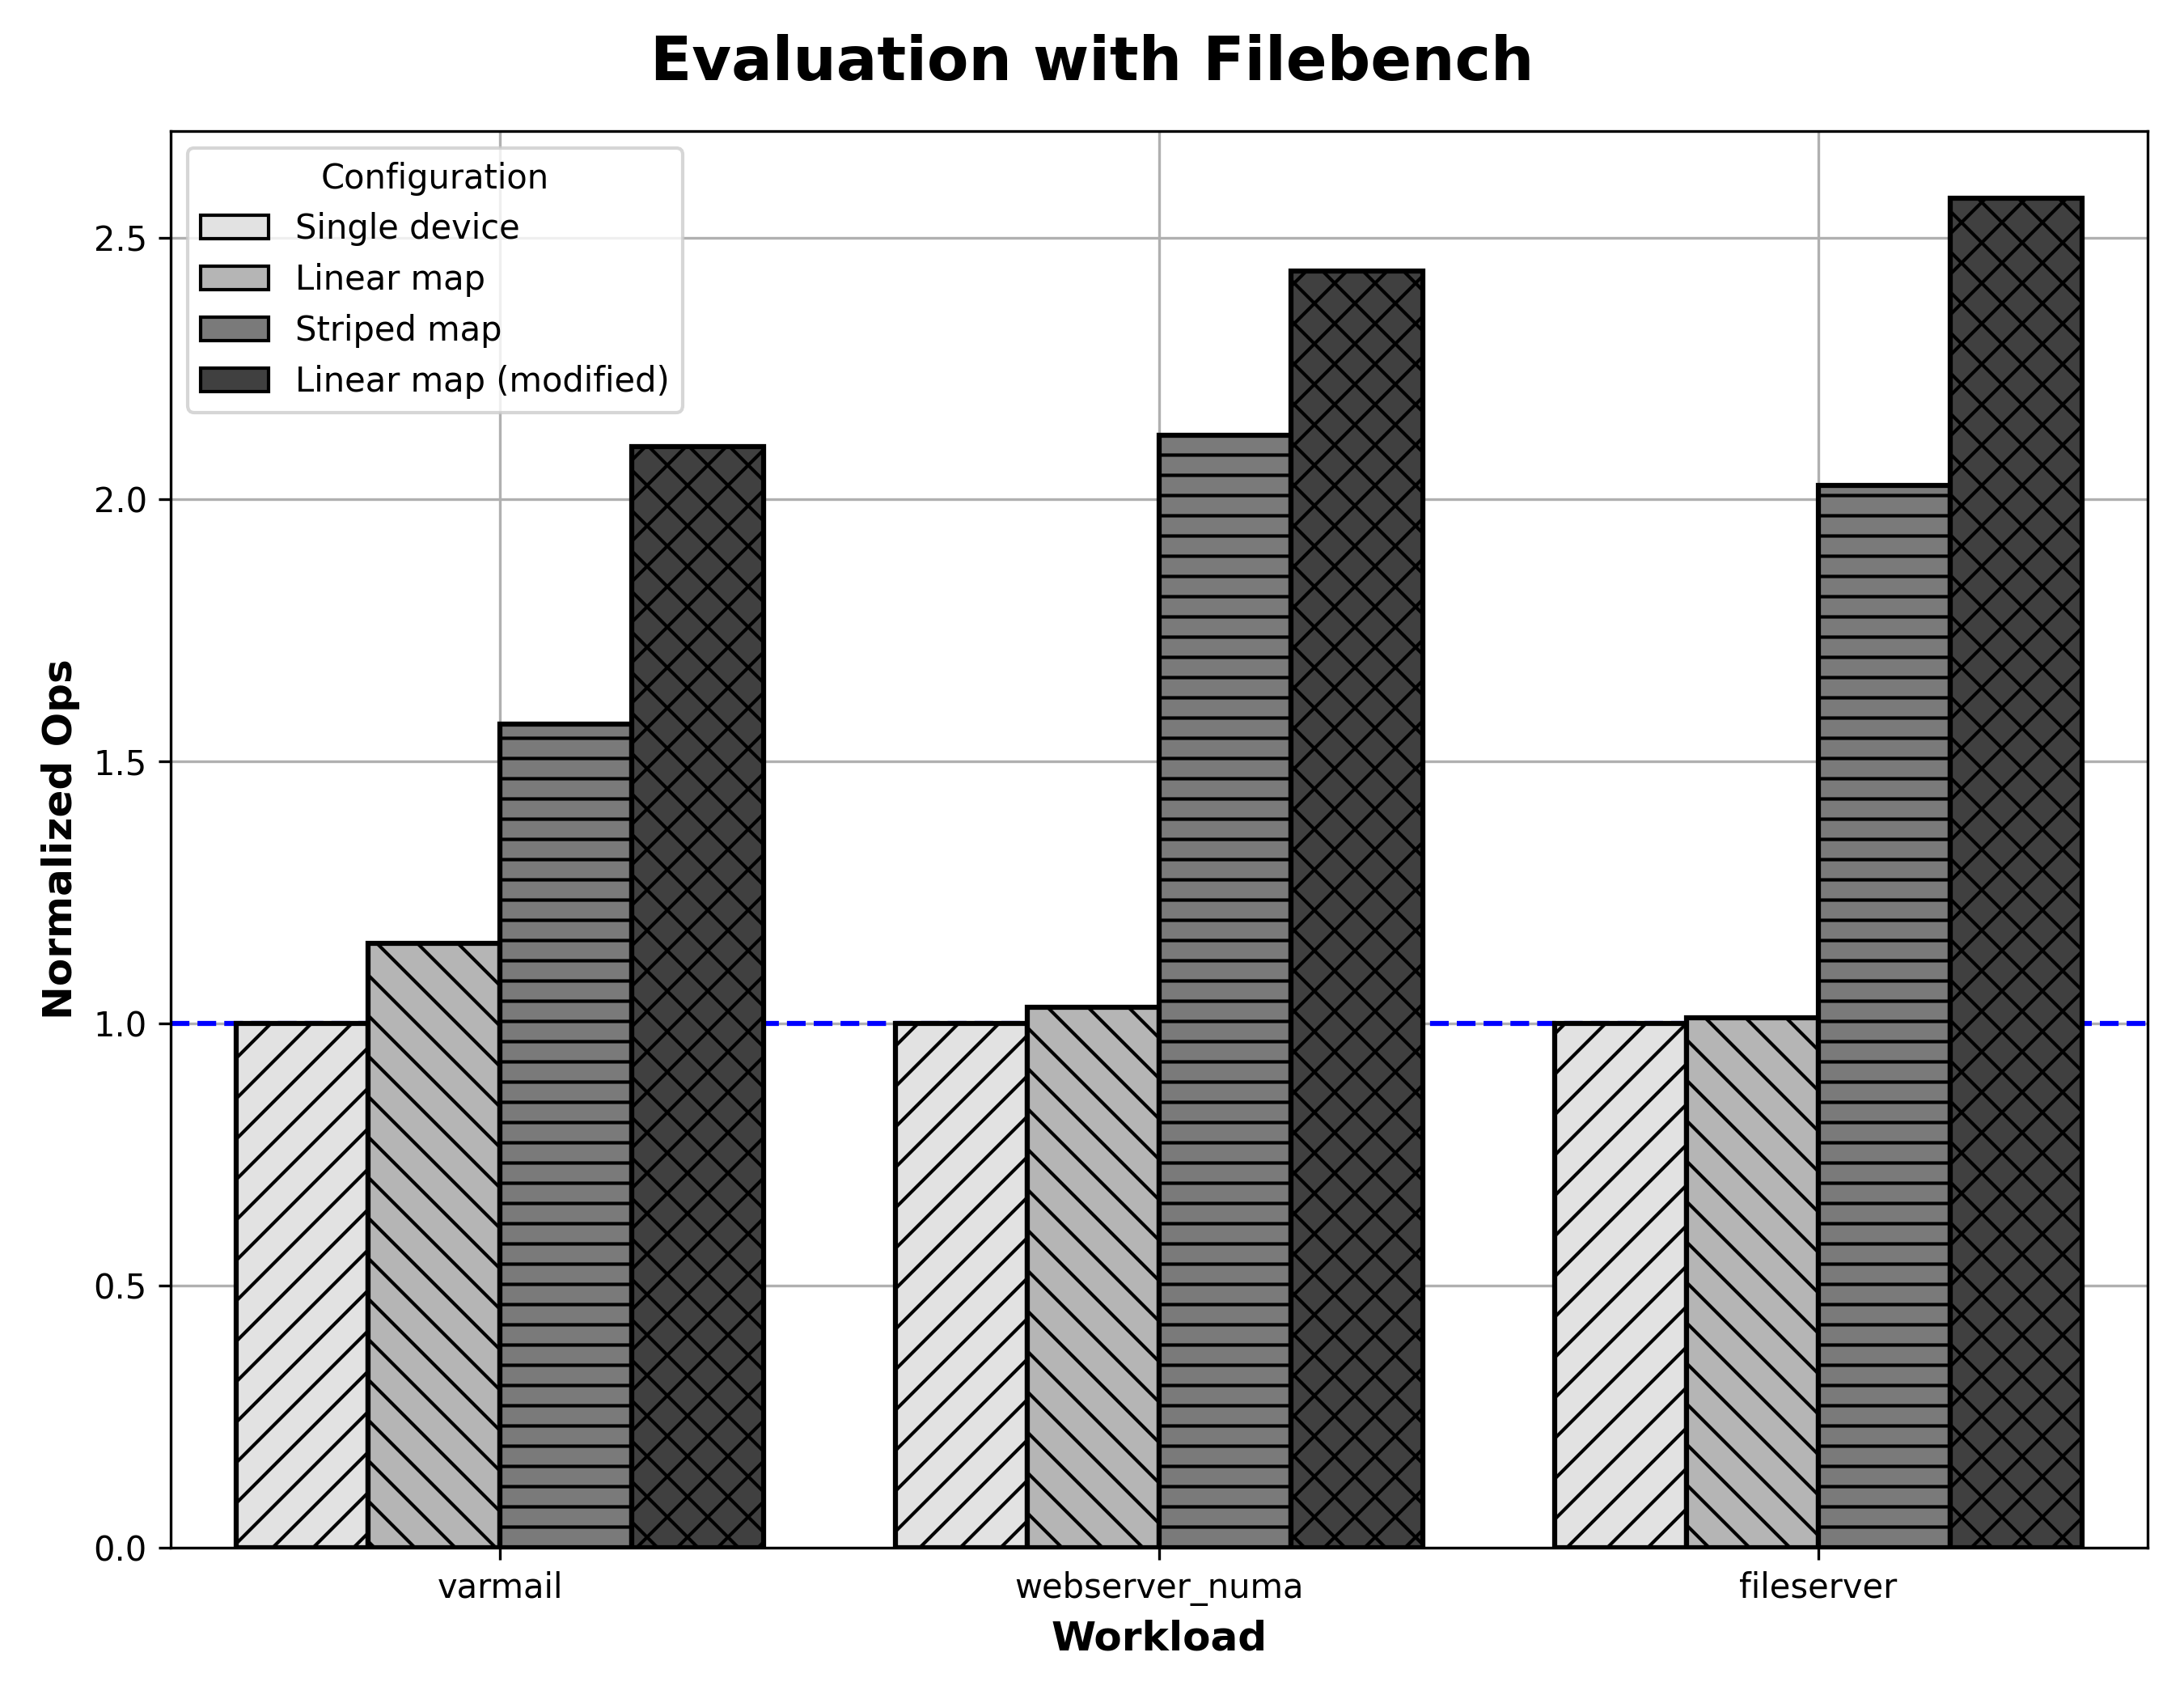 Evaluation with Filebench
Configuration
Single device
Linear map
Striped map
Linear map (modified)
Normalized Ops
2.5
2.0
1.5
1.0
0.5
0.0
varmail
webserver_numa
fileserver
Workload